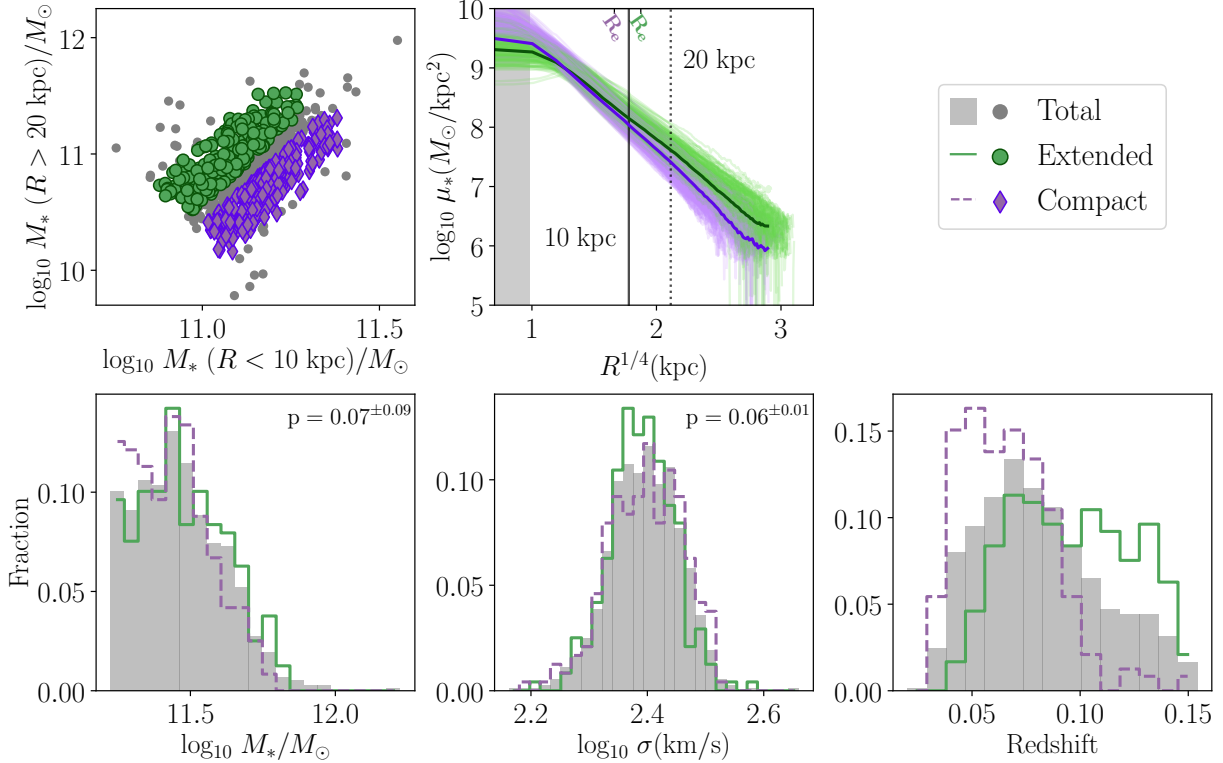 log₁₀ M* (R > 20 kpc)/M⊙
12
11
10
11.0
11.5
log₁₀ M* (R < 10 kpc)/M⊙
log₁₀ μ*(M⊙/kpc²)
10
9
8
7
6
5
Rₑ
Rₑ
20 kpc
10 kpc
1
2
3
R^{1/4}(kpc)
Total
Extended
Compact
Fraction
0.10
0.05
0.00
p = 0.07^{±0.09}
11.5
12.0
log₁₀ M*/M⊙
0.10
0.05
0.00
p = 0.06^{±0.01}
2.2
2.4
2.6
log₁₀ σ(km/s)
0.15
0.10
0.05
0.00
0.05
0.10
0.15
Redshift